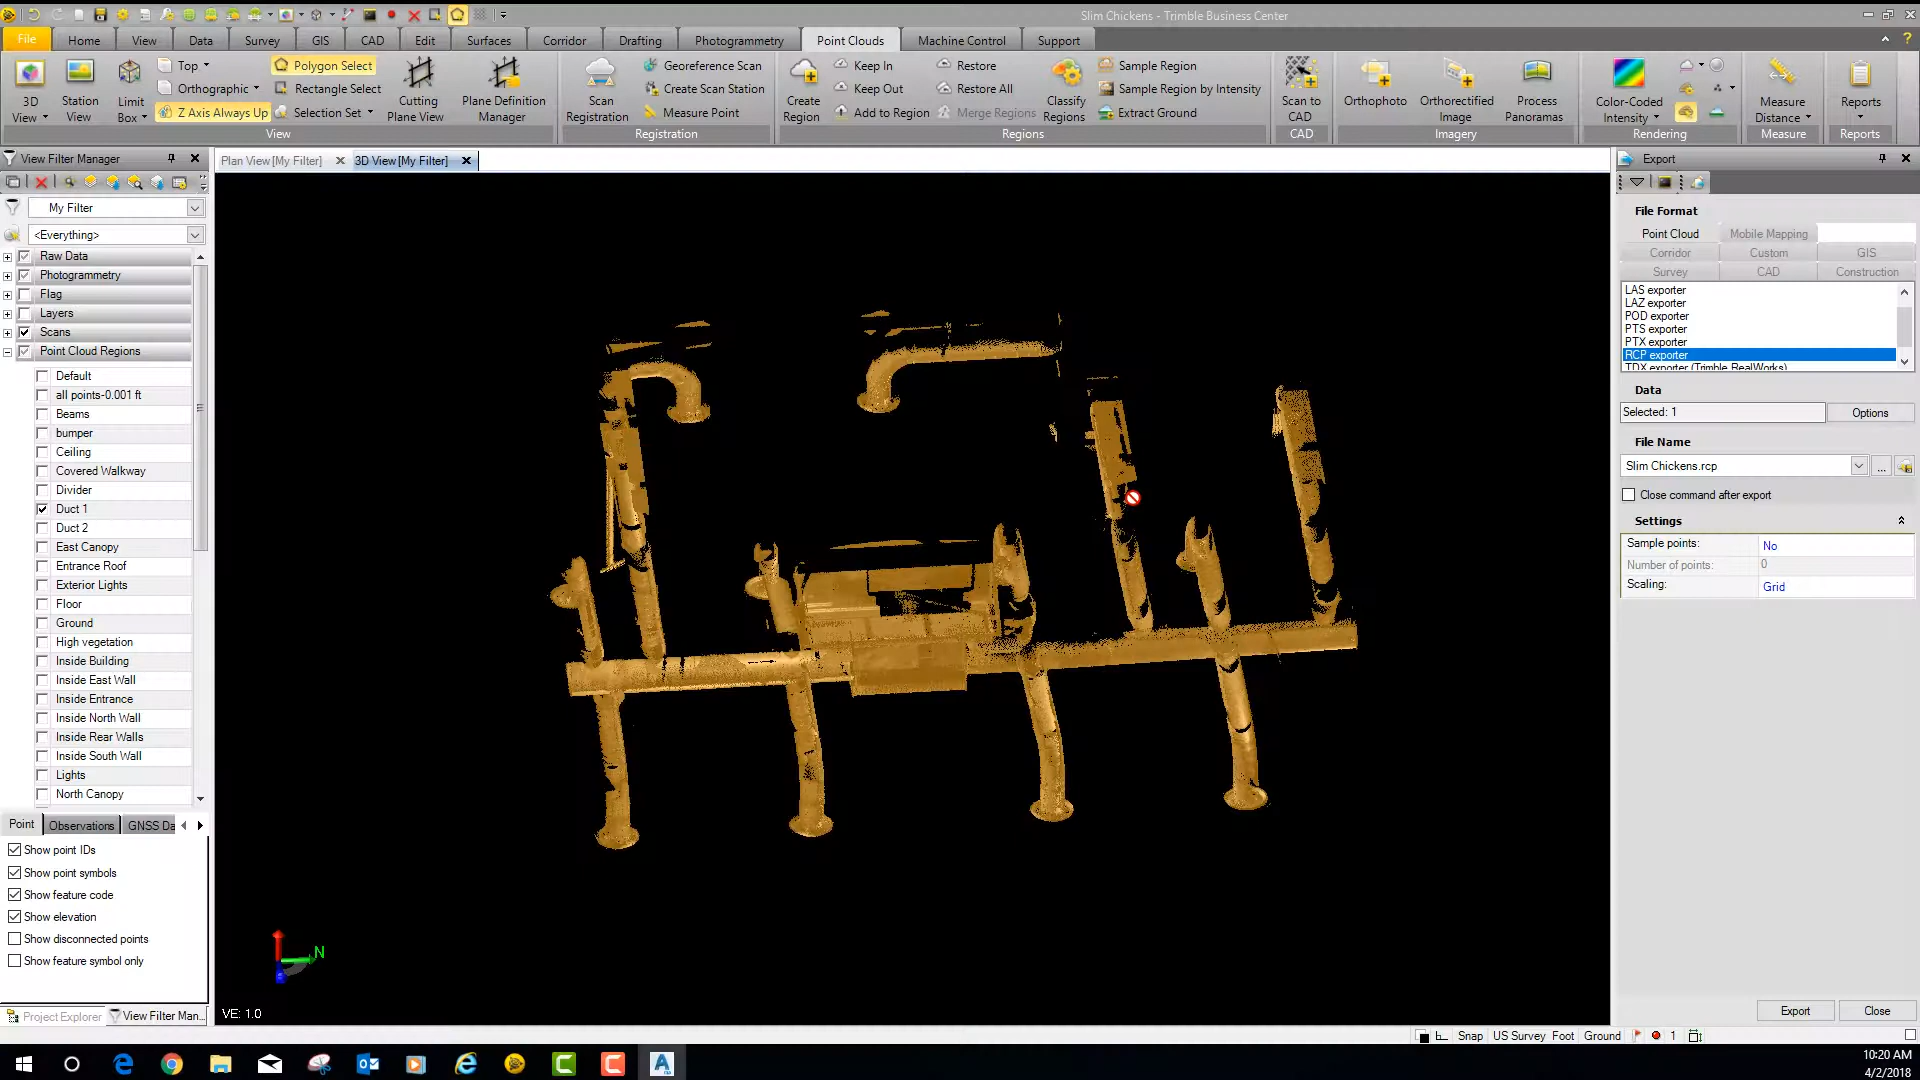 Slim Chickens - Trimble Business Center
File Home View Data Survey GIS CAD Edit Surfaces Corridor Drafting Photogrammetry Point Clouds Machine Control Support
Top Polygon Select Georeference Scan Keep In Restore Sample Region
Orthographic Rectangle Select Create Scan Station Keep Out Restore All Sample Region by Intensity
Z Axis Always Up Selection Set Measure Point Add to Region Merge Regions Extract Ground
3D View
Station View
Limit Box
Cutting Plane View
Plane Definition Manager
Scan Registration
Create Region
Classify Regions
Scan to CAD
Orthophoto
Orthorectified Image
Process Panoramas
Color-Coded Intensity
Measure Distance
Reports
View Registration Regions CAD Imagery Rendering Measure Reports
View Filter Manager
Plan View [My Filter] 3D View [My Filter]
My Filter
<Everything>
Raw Data
Photogrammetry
Flag
Layers
Scans
Point Cloud Regions
Default
all points-0.001 ft
Beams
bumper
Ceiling
Covered Walkway
Divider
Duct 1
Duct 2
East Canopy
Entrance Roof
Exterior Lights
Floor
Ground
High vegetation
Inside Building
Inside East Wall
Inside Entrance
Inside North Wall
Inside Rear Walls
Inside South Wall
Lights
North Canopy
Point Observations GNSS Da
Show point IDs
Show point symbols
Show feature code
Show elevation
Show disconnected points
Show feature symbol only
Project Explorer View Filter Man...
N
VE: 1.0
Export
File Format
Point Cloud Mobile Mapping
Corridor Custom GIS
Survey CAD Construction
LAS exporter
LAZ exporter
POD exporter
PTS exporter
PTX exporter
RCP exporter
TDX exporter (Trimble RealWorks)
Data
Selected: 1 Options
File Name
Slim Chickens.rcp ...
Close command after export
Settings
Sample points: No
Number of points: 0
Scaling: Grid
Export Close
Snap US Survey Foot Ground 1
10:20 AM
4/2/2018